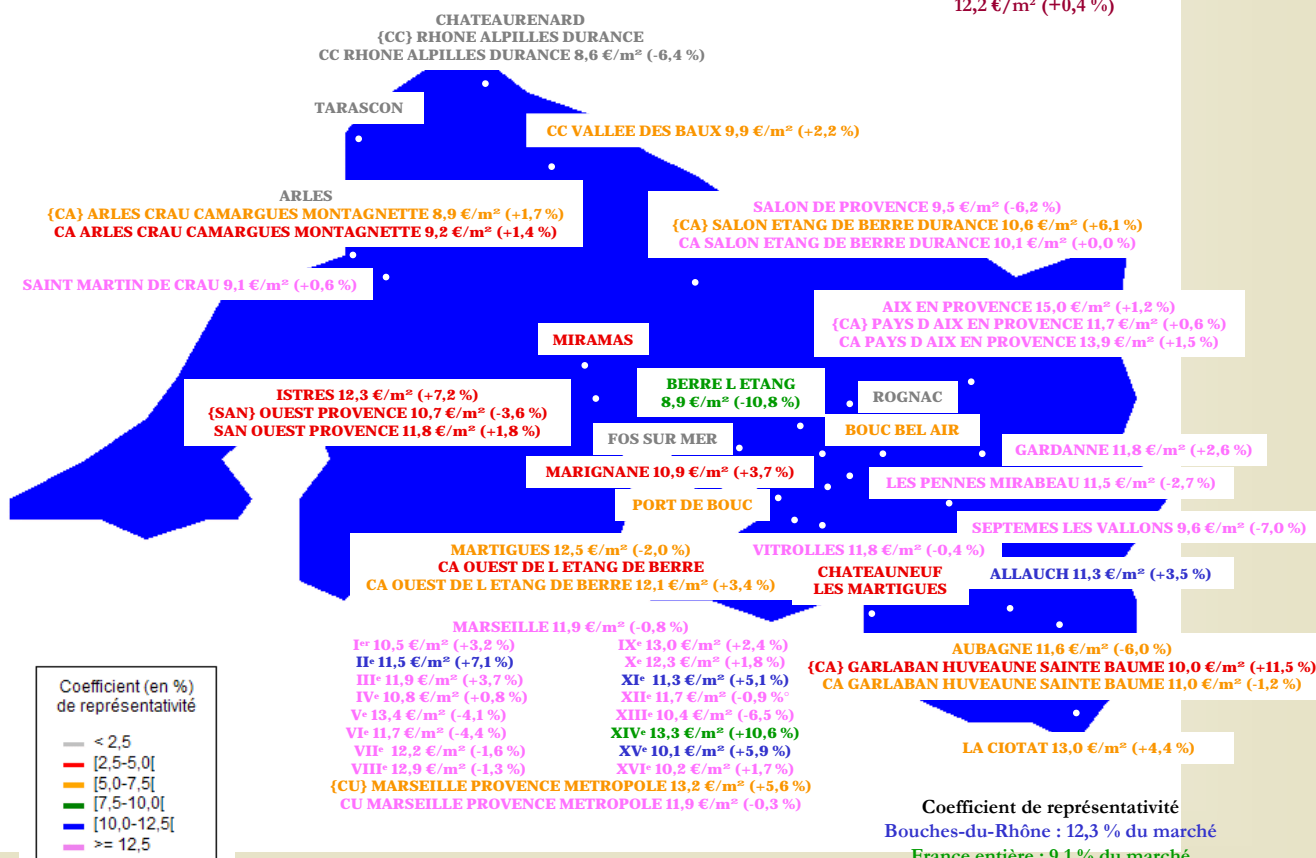 12,2 €/m² (+0,4 %)
CHATEAURENARD
{CC} RHONE ALPILLES DURANCE
CC RHONE ALPILLES DURANCE 8,6 €/m² (-6,4 %)
TARASCON
CC VALLEE DES BAUX 9,9 €/m² (+2,2 %)
ARLES
{CA} ARLES CRAU CAMARGUES MONTAGNETTE 8,9 €/m² (+1,7 %)
CA ARLES CRAU CAMARGUES MONTAGNETTE 9,2 €/m² (+1,4 %)
SALON DE PROVENCE 9,5 €/m² (-6,2 %)
{CA} SALON ETANG DE BERRE DURANCE 10,6 €/m² (+6,1 %)
CA SALON ETANG DE BERRE DURANCE 10,1 €/m² (+0,0 %)
SAINT MARTIN DE CRAU 9,1 €/m² (+0,6 %)
AIX EN PROVENCE 15,0 €/m² (+1,2 %)
{CA} PAYS D AIX EN PROVENCE 11,7 €/m² (+0,6 %)
CA PAYS D AIX EN PROVENCE 13,9 €/m² (+1,5 %)
MIRAMAS
BERRE L ETANG
8,9 €/m² (-10,8 %)
ROGNAC
ISTRES 12,3 €/m² (+7,2 %)
{SAN} OUEST PROVENCE 10,7 €/m² (-3,6 %)
SAN OUEST PROVENCE 11,8 €/m² (+1,8 %)
FOS SUR MER
BOUC BEL AIR
GARDANNE 11,8 €/m² (+2,6 %)
MARIGNANE 10,9 €/m² (+3,7 %)
LES PENNES MIRABEAU 11,5 €/m² (-2,7 %)
PORT DE BOUC
SEPTEMES LES VALLONS 9,6 €/m² (-7,0 %)
MARTIGUES 12,5 €/m² (-2,0 %)
CA OUEST DE L ETANG DE BERRE
CA OUEST DE L ETANG DE BERRE 12,1 €/m² (+3,4 %)
VITROLLES 11,8 €/m² (-0,4 %)
CHATEAUNEUF
LES MARTIGUES
ALLAUCH 11,3 €/m² (+3,5 %)
MARSEILLE 11,9 €/m² (-0,8 %)
Iᵉʳ 10,5 €/m² (+3,2 %)
IIᵉ 11,5 €/m² (+7,1 %)
IIIᵉ 11,9 €/m² (+3,7 %)
IVᵉ 10,8 €/m² (+0,8 %)
Vᵉ 13,4 €/m² (-4,1 %)
VIᵉ 11,7 €/m² (-4,4 %)
VIIᵉ 12,2 €/m² (-1,6 %)
VIIIᵉ 12,9 €/m² (-1,3 %)
IXᵉ 13,0 €/m² (+2,4 %)
Xᵉ 12,3 €/m² (+1,8 %)
XIᵉ 11,3 €/m² (+5,1 %)
XIIᵉ 11,7 €/m² (-0,9 %°
XIIIᵉ 10,4 €/m² (-6,5 %)
XIVᵉ 13,3 €/m² (+10,6 %)
XVᵉ 10,1 €/m² (+5,9 %)
XVIᵉ 10,2 €/m² (+1,7 %)
{CU} MARSEILLE PROVENCE METROPOLE 13,2 €/m² (+5,6 %)
CU MARSEILLE PROVENCE METROPOLE 11,9 €/m² (-0,3 %)
AUBAGNE 11,6 €/m² (-6,0 %)
{CA} GARLABAN HUVEAUNE SAINTE BAUME 10,0 €/m² (+11,5 %)
CA GARLABAN HUVEAUNE SAINTE BAUME 11,0 €/m² (-1,2 %)
LA CIOTAT 13,0 €/m² (+4,4 %)
Coefficient (en %)
de représentativité
< 2,5
[2,5-5,0[
[5,0-7,5[
[7,5-10,0[
[10,0-12,5[
>= 12,5
Coefficient de représentativité
Bouches-du-Rhône : 12,3 % du marché
France entière : 9,1 % du marché